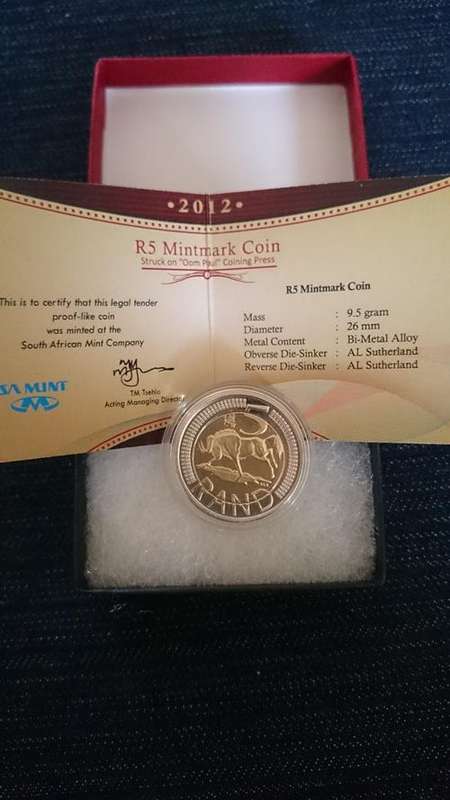 •2012•
R5 Mintmark Coin
Struck on "Oom Paul" Coining Press
This is to certify that this legal tender
proof-like coin
was minted at the
South African Mint Company
TM Tsehlo
Acting Managing Director
SA MINT
R5 Mintmark Coin
Mass : 9.5 gram
Diameter : 26 mm
Metal Content : Bi-Metal Alloy
Obverse Die-Sinker : AL Sutherland
Reverse Die-Sinker : AL Sutherland
5
RAND